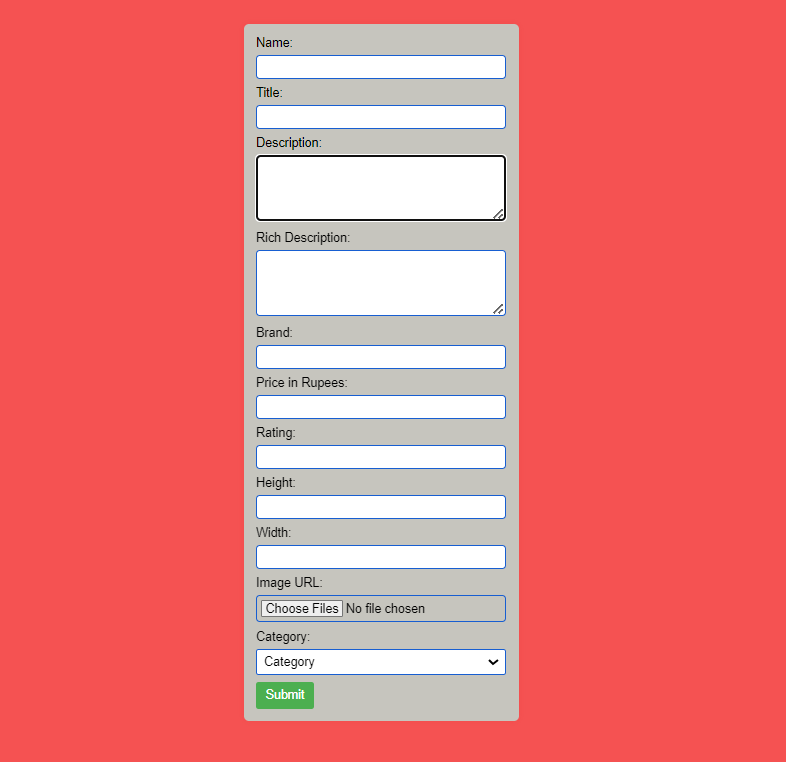 Name:
Title:
Description:
Rich Description:
Brand:
Price in Rupees:
Rating:
Height:
Width:
Image URL:
Choose Files No file chosen
Category:
Category
Submit